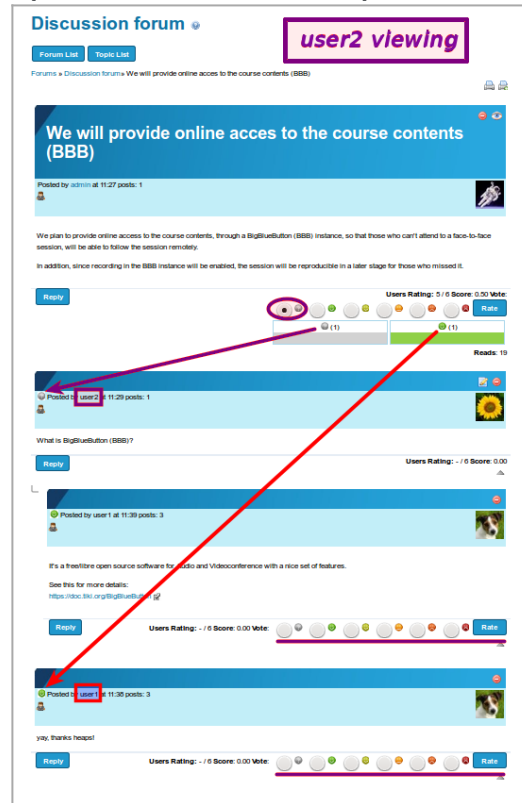 Discussion forum
user2 viewing
Forum List Topic List
Forums » Discussion forum» We will provide online acces to the course contents (BBB)
We will provide online acces to the course contents
(BBB)
Posted by admin at 11:27 posts: 1
We plan to provide online access to the course contents, through a BigBlueButton (BBB) instance, so that those who can't attend to a face-to-face
session, will be able to follow the session remotely.
In addition, since recording in the BBB instance will be enabled, the session will be reproducible in a later stage for those who missed it.
Reply
Users Rating: 5 / 6 Score: 0.50 Vote:
Rate
(1) (1)
Reads: 19
Posted by user2 at 11:29 posts: 1
What is BigBlueButton (BBB)?
Reply
Users Rating: - / 6 Score: 0.00
Posted by user1 at 11:39 posts: 3
It's a free/libre open source software for Audio and Videoconference with a nice set of features.
See this for more details:
https://doc.tiki.org/BigBlueButton
Reply Users Rating: - / 6 Score: 0.00 Vote: Rate
Posted by user1 at 11:38 posts: 3
yay, thanks heaps!
Reply Users Rating: - / 6 Score: 0.00 Vote: Rate